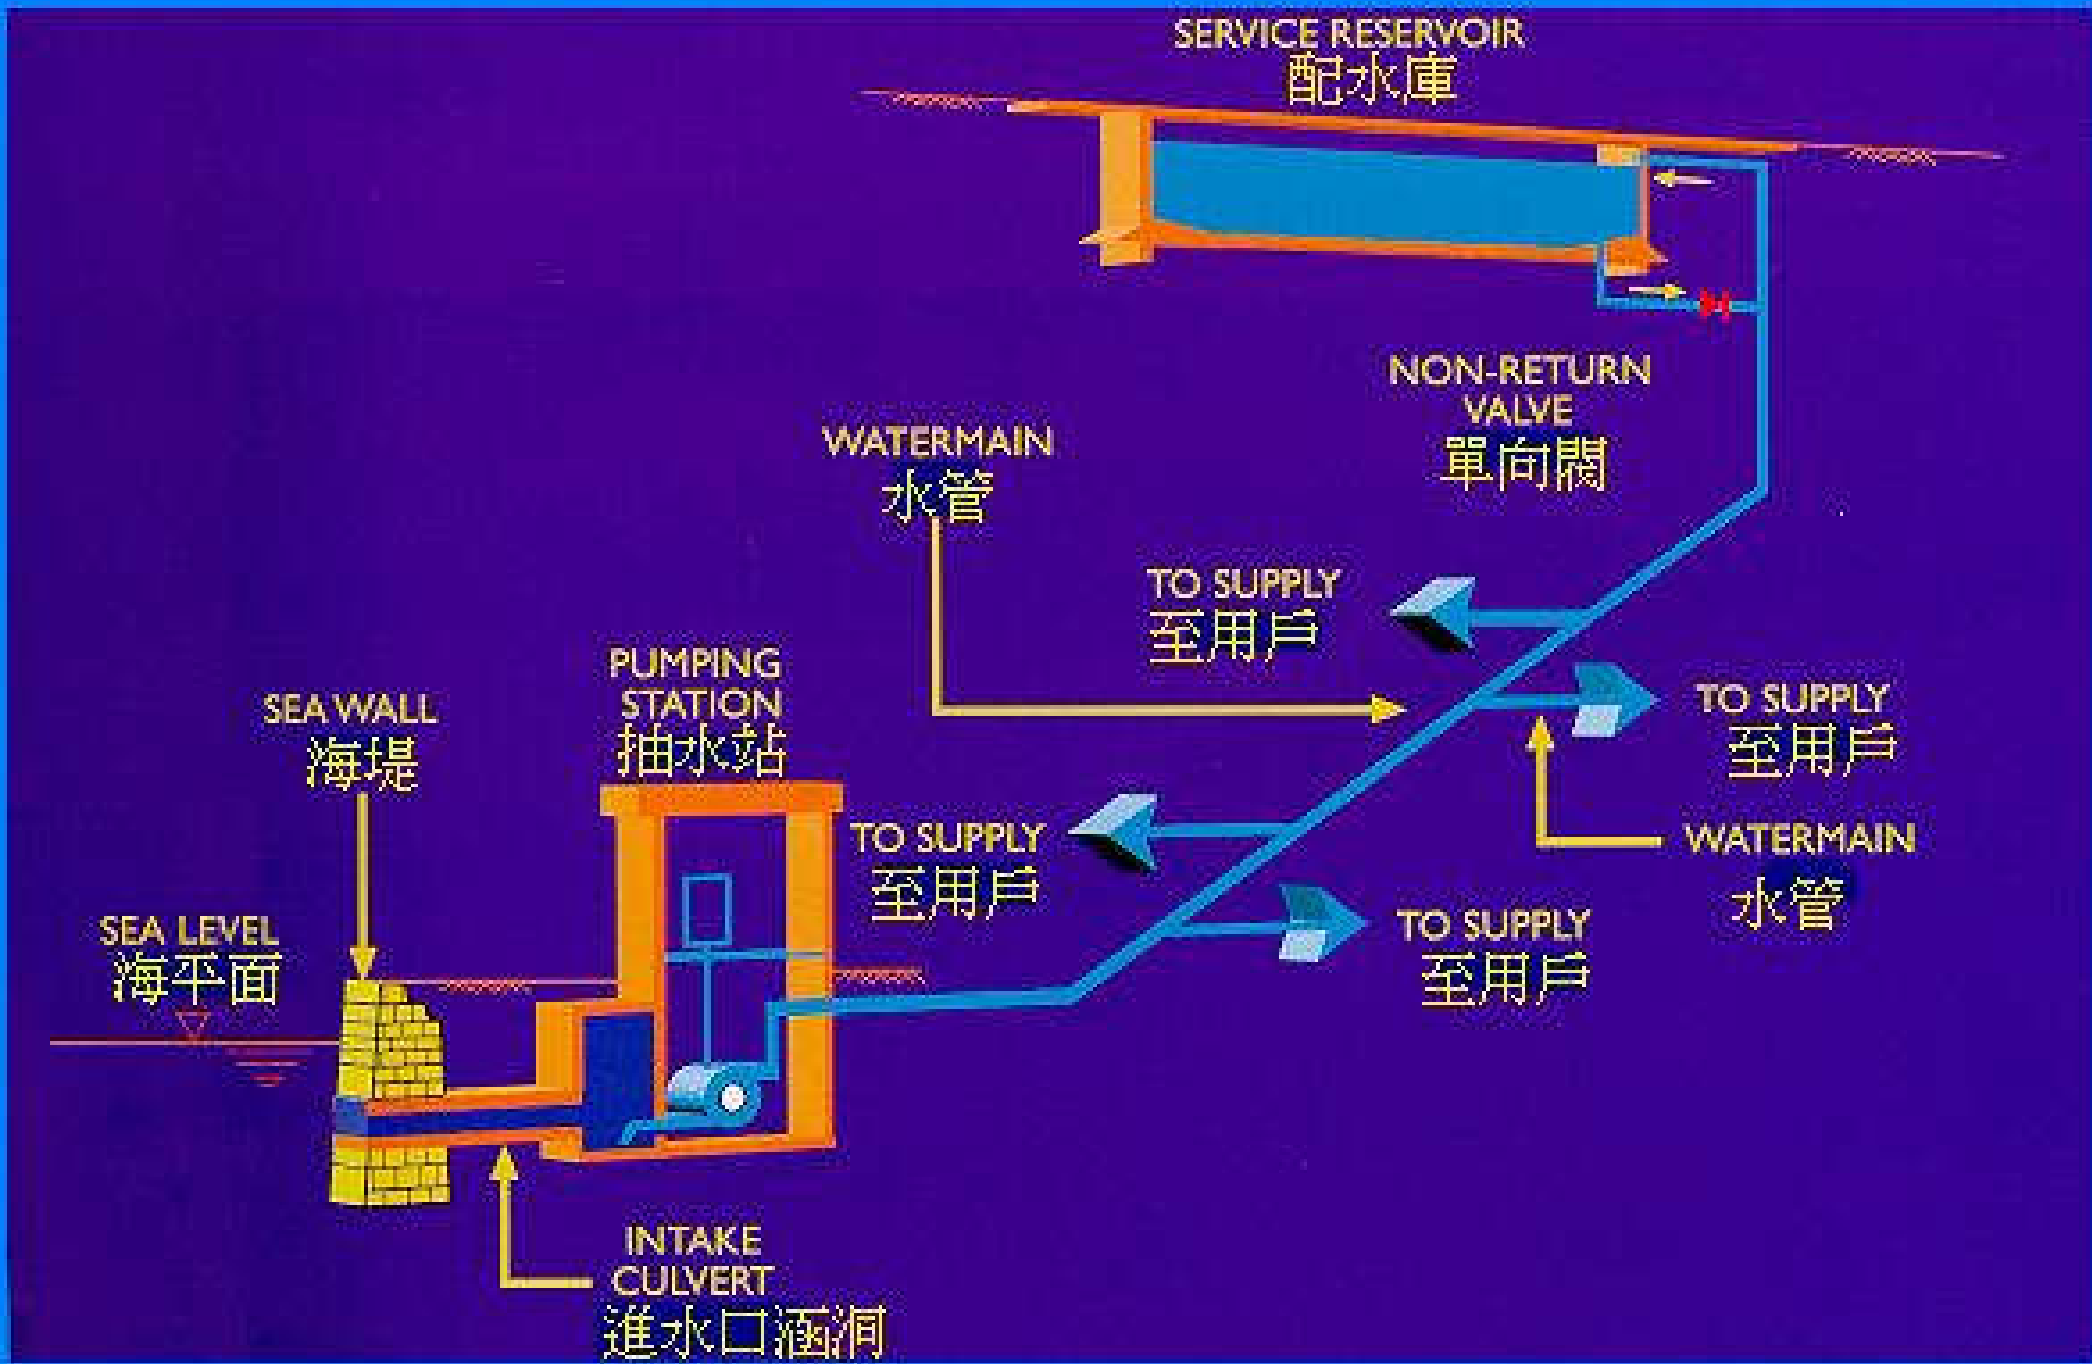 SERVICE RESERVOIR
配水庫
NON-RETURN
VALVE
單向閥
WATERMAIN
水管
TO SUPPLY
至用戶
TO SUPPLY
至用戶
PUMPING
STATION
抽水站
SEA WALL
海堤
TO SUPPLY
至用戶
WATERMAIN
水管
SEA LEVEL
海平面
TO SUPPLY
至用戶
INTAKE
CULVERT
進水口涵洞